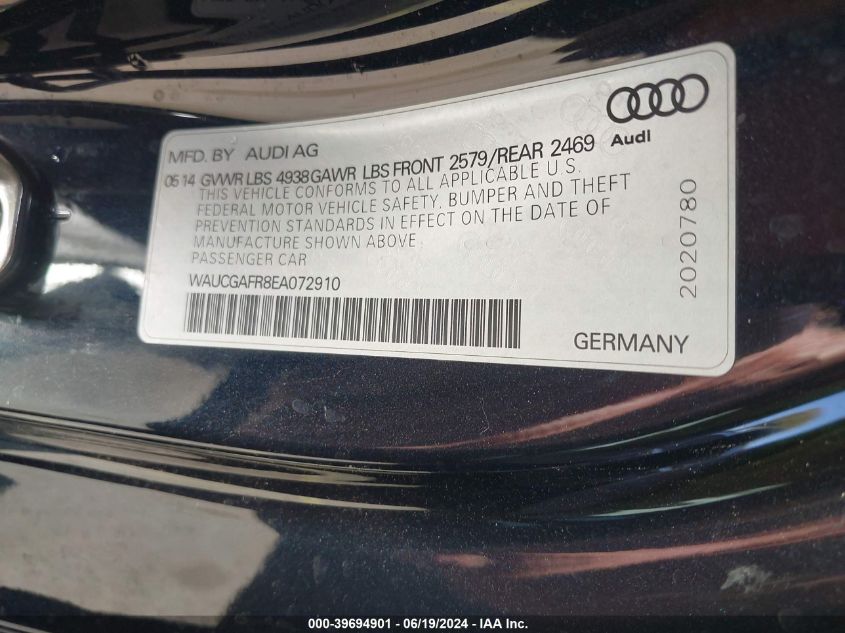 Audi
MFD. BY AUDI AG
0514 GVWR LBS 4938 GAWR LBS FRONT 2579/REAR 2469
THIS VEHICLE CONFORMS TO ALL APPLICABLE U.S.
FEDERAL MOTOR VEHICLE SAFETY, BUMPER AND THEFT
PREVENTION STANDARDS IN EFFECT ON THE DATE OF
MANUFACTURE SHOWN ABOVE.
PASSENGER CAR
WAUCGAFR8EA072910
GERMANY
2020780
000-39694901 - 06/19/2024 - IAA Inc.